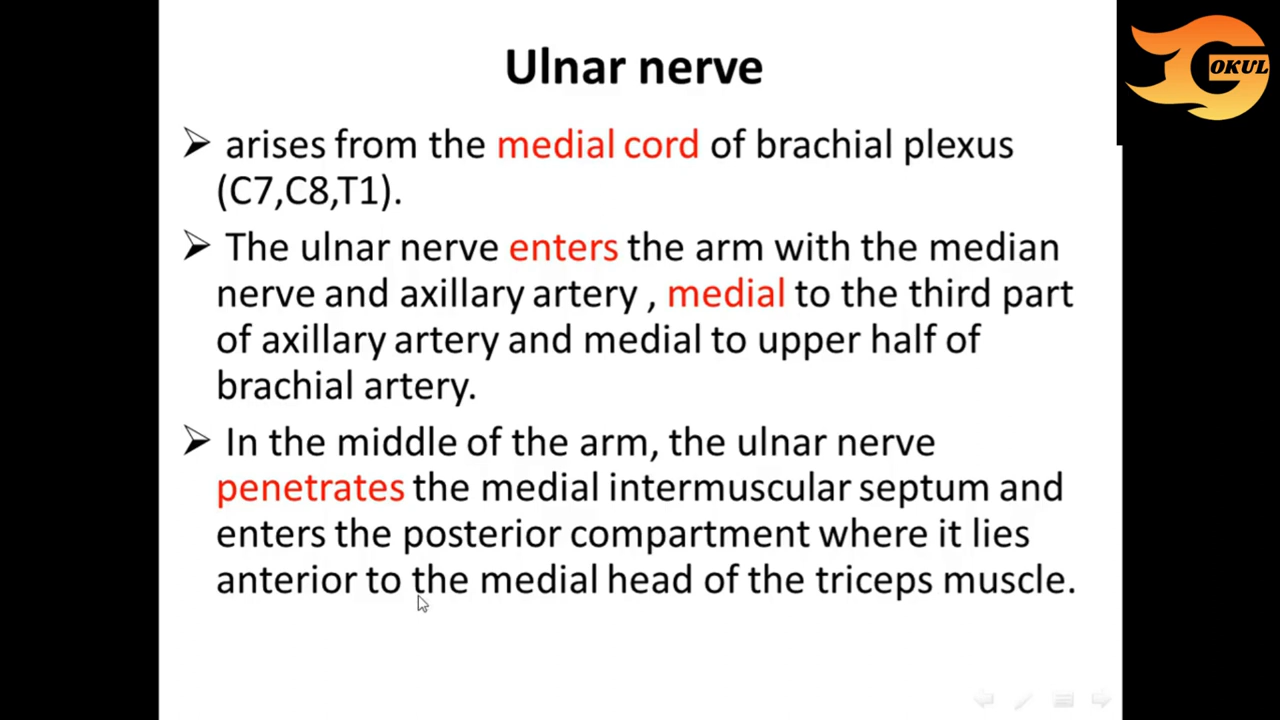 Ulnar nerve
OKUL
➢ arises from the medial cord of brachial plexus
(C7,C8,T1).
➢ The ulnar nerve enters the arm with the median
nerve and axillary artery , medial to the third part
of axillary artery and medial to upper half of
brachial artery.
➢ In the middle of the arm, the ulnar nerve
penetrates the medial intermuscular septum and
enters the posterior compartment where it lies
anterior to the medial head of the triceps muscle.